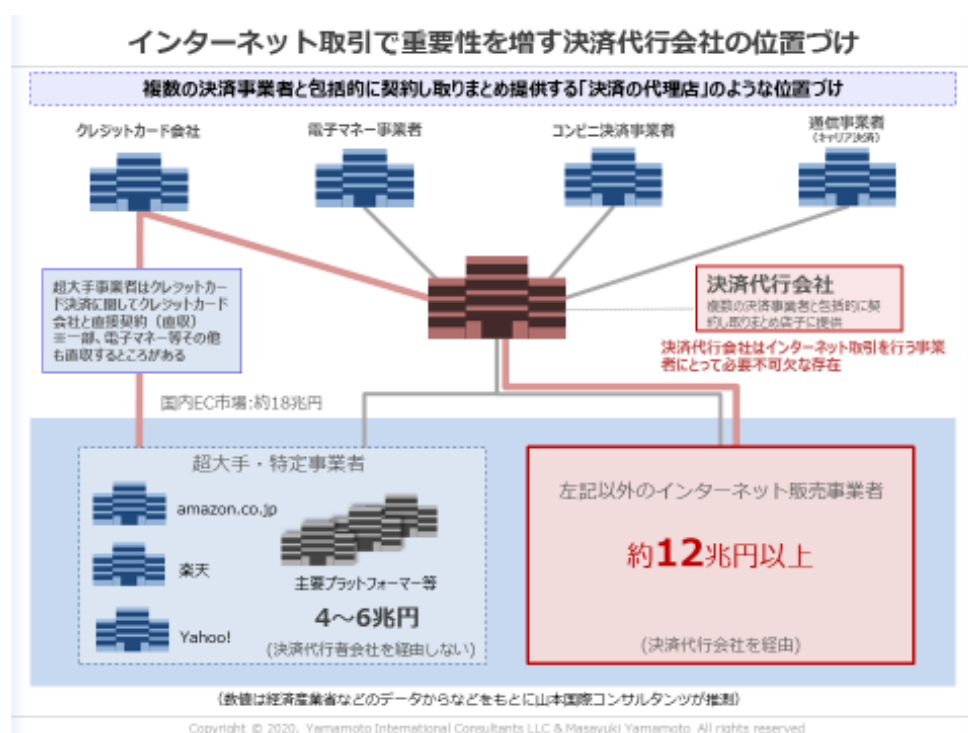 インターネット取引で重要性を増す決済代行会社の位置づけ
複数の決済事業者と包括的に契約し取りまとめ提供する「決済の代理店」のような位置づけ
クレジットカード会社
電子マネー事業者
コンビニ決済事業者
通信事業者
(キャリア決済)
超大手事業者はクレジットカー
ド決済に関してクレジットカード
会社と直接契約（直収）
※一部、電子マネー等その他
も直収するところがある
決済代行会社
複数の決済事業者と包括的に契
約し取りまとめ店子に提供
決済代行会社はインターネット取引を行う事業
者にとって必要不可欠な存在
国内EC市場:約18兆円
超大手・特定事業者
amazon.co.jp
楽天
Yahoo!
主要プラットフォーマー等
4～6兆円
(決済代行者会社を経由しない)
左記以外のインターネット販売事業者
約12兆円以上
(決済代行会社を経由)
（数値は経済産業省などのデータからなどをもとに山本国際コンサルタンツが推測）
Copyright © 2020, Yamamoto International Consultants LLC & Masayuki Yamamoto All rights reserved